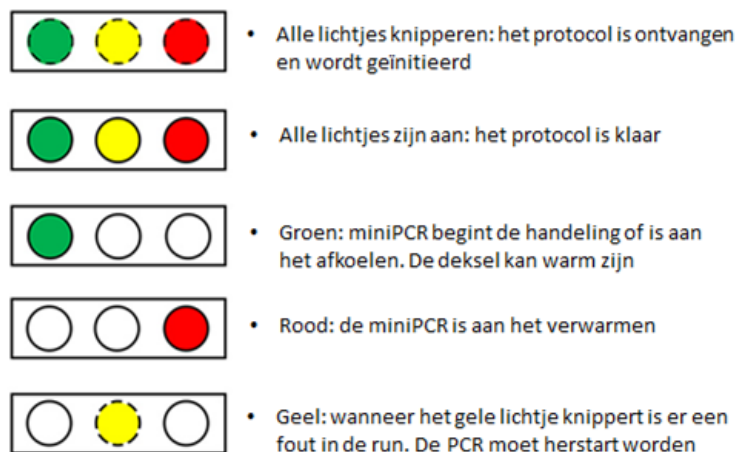 • Alle lichtjes knipperen: het protocol is ontvangen
en wordt geïnitieerd
• Alle lichtjes zijn aan: het protocol is klaar
• Groen: miniPCR begint de handeling of is aan
het afkoelen. De deksel kan warm zijn
• Rood: de miniPCR is aan het verwarmen
• Geel: wanneer het gele lichtje knippert is er een
fout in de run. De PCR moet herstart worden